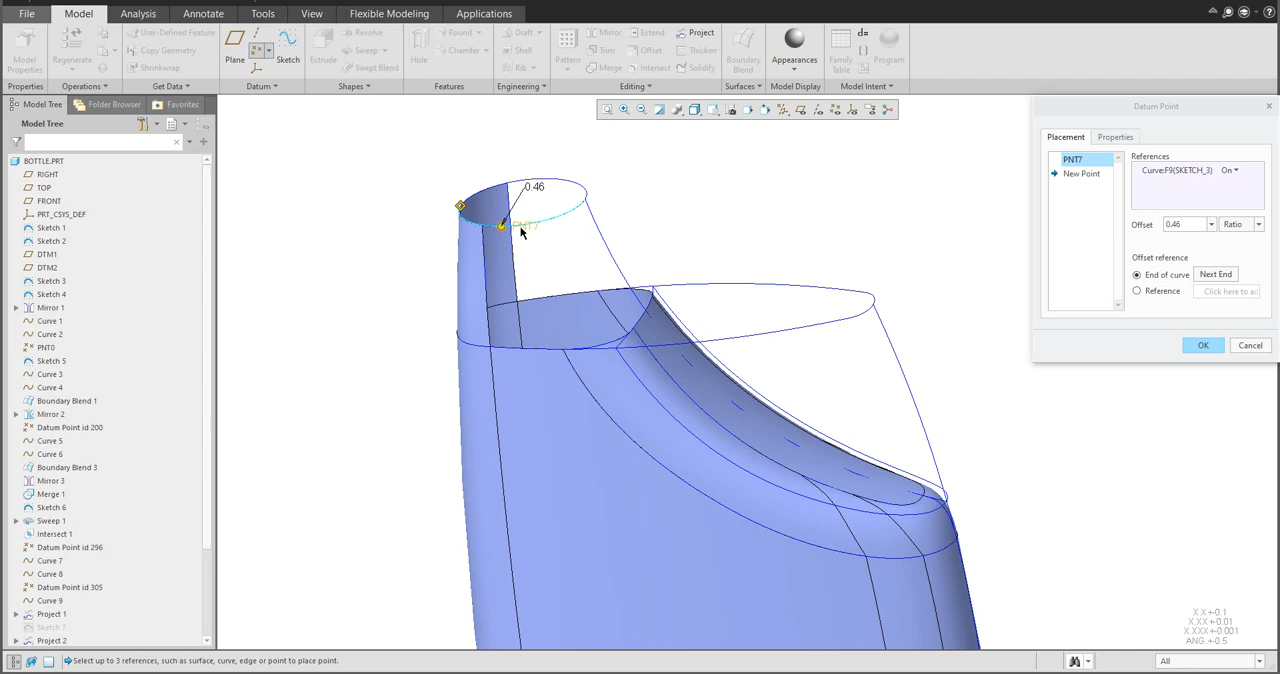 File Model Analysis Annotate Tools View Flexible Modeling Applications
Model Properties
Regenerate
User-Defined Feature
Copy Geometry
Shrinkwrap
Plane
Sketch
Extrude
Revolve
Sweep
Swept Blend
Hole
Round
Chamfer
Draft
Shell
Rib
Pattern
Mirror Extend Project
Trim Offset Thicken
Merge Intersect Solidify
Boundary Blend
Appearances
Family Table
Program
Properties Operations Get Data Datum Shapes Features Engineering Editing Surfaces Model Display Model Intent
Model Tree Folder Browser Favorites
Model Tree
BOTTLE.PRT
RIGHT
TOP
FRONT
PRT_CSYS_DEF
Sketch 1
Sketch 2
DTM1
DTM2
Sketch 3
Sketch 4
Mirror 1
Curve 1
Curve 2
PNT0
Sketch 5
Curve 3
Curve 4
Boundary Blend 1
Mirror 2
Datum Point id 200
Curve 5
Curve 6
Boundary Blend 3
Mirror 3
Merge 1
Sketch 6
Sweep 1
Intersect 1
Datum Point id 296
Curve 7
Curve 8
Datum Point id 305
Curve 9
Project 1
Sketch 7
Project 2
0.46
PNT7
Datum Point
Placement Properties
PNT7
New Point
References
Curve:F9(SKETCH_3) On
Offset 0.46 Ratio
Offset reference
End of curve Next End
Reference Click here to a
OK Cancel
X.X +-0.1
X.XX +-0.01
X.XXX +-0.001
ANG. +-0.5
Select up to 3 references, such as surface, curve, edge or point to place point.
All